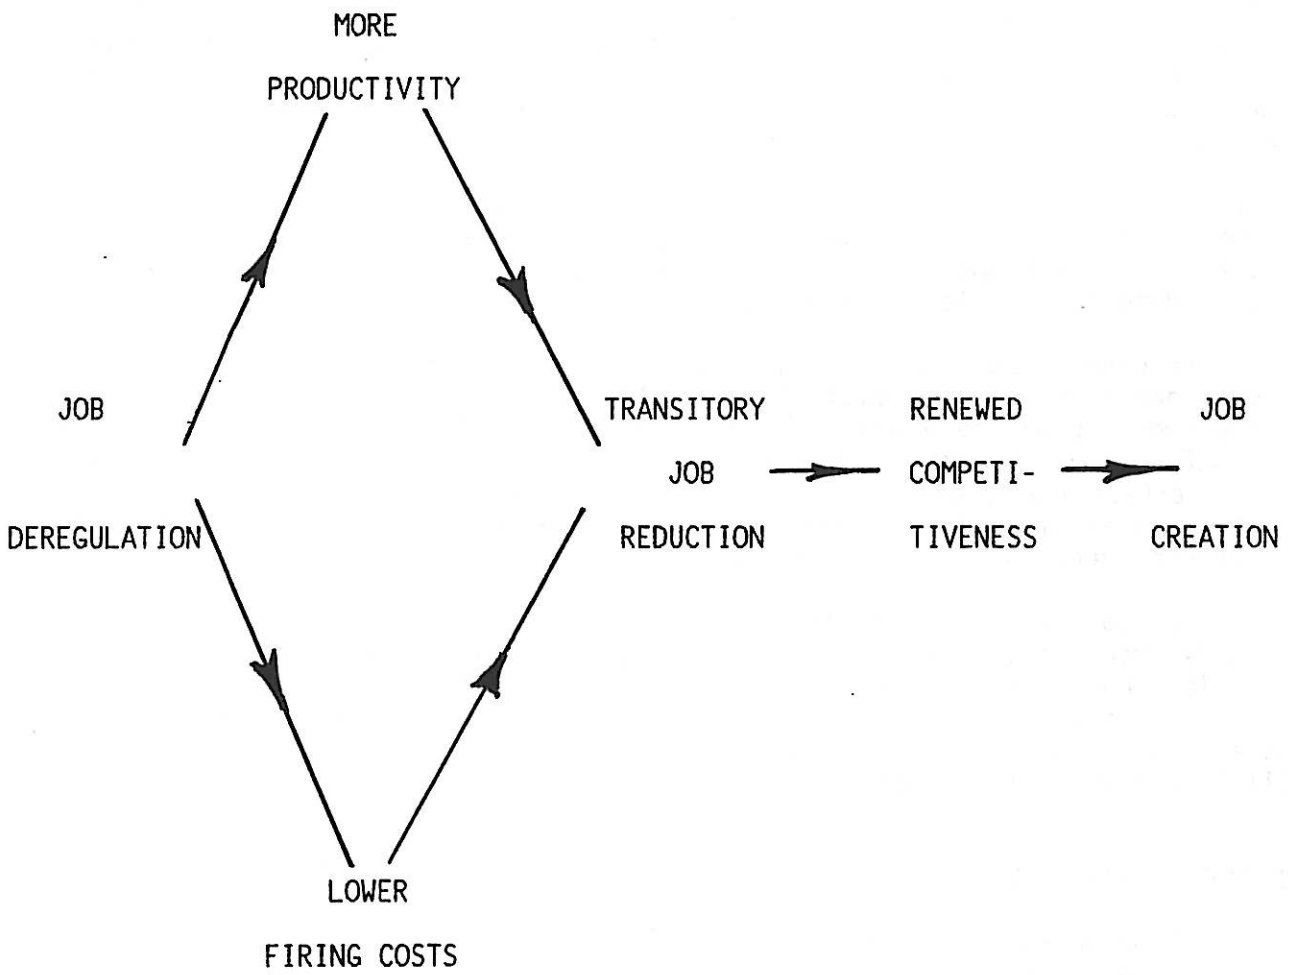 MORE
PRODUCTIVITY
JOB
DEREGULATION
TRANSITORY
JOB
REDUCTION
RENEWED
COMPETI-
TIVENESS
JOB
CREATION
LOWER
FIRING COSTS